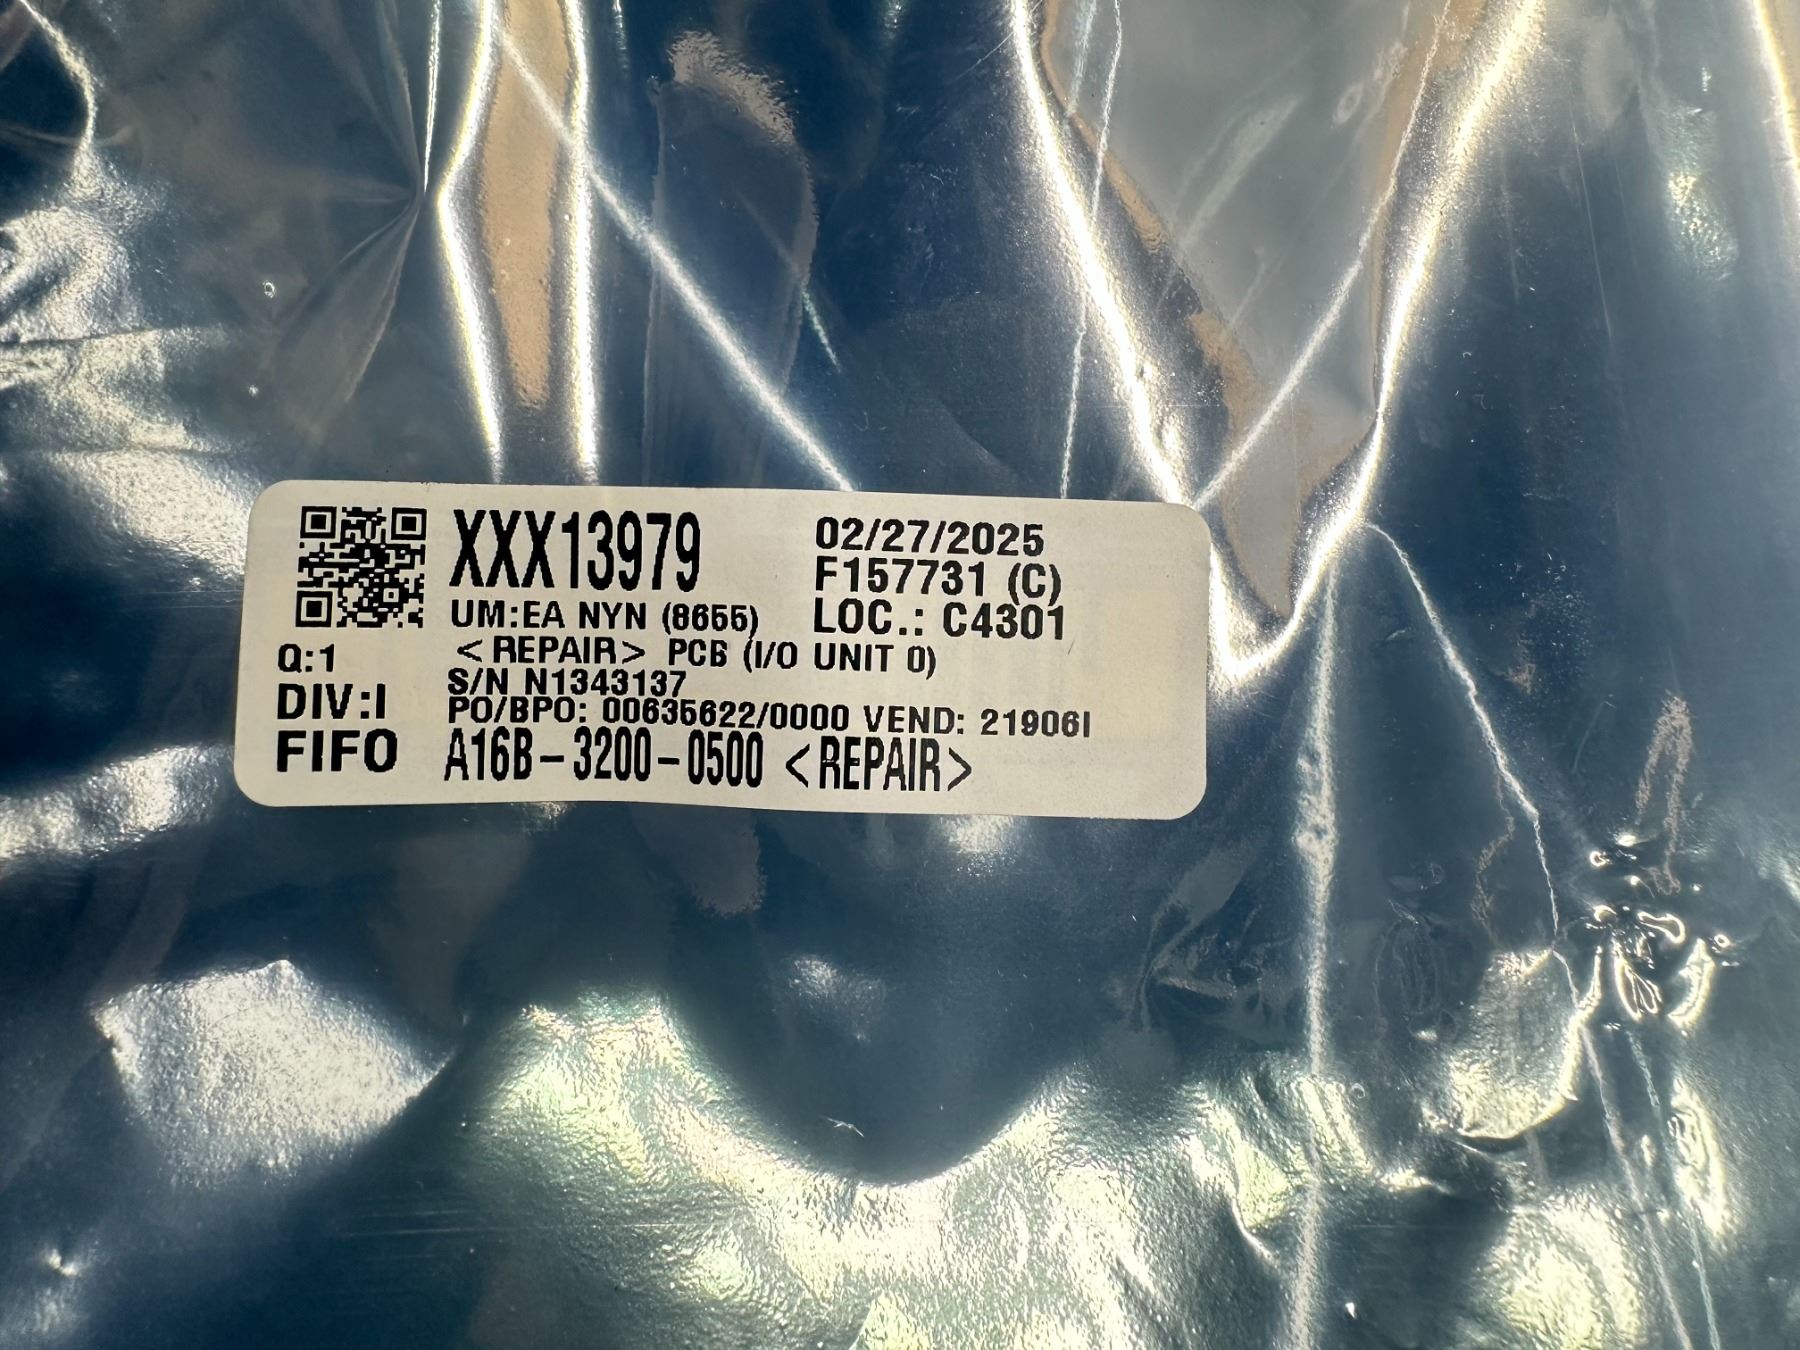 XXX13979
02/27/2025
F157731 (C)
UM:EA NYN (8655)
LOC.: C4301
Q:1
<REPAIR> PCB (I/O UNIT 0)
S/N N1343137
DIV:I
PO/BPO: 00635622/0000 VEND: 21906I
FIFO
A16B-3200-0500 <REPAIR>